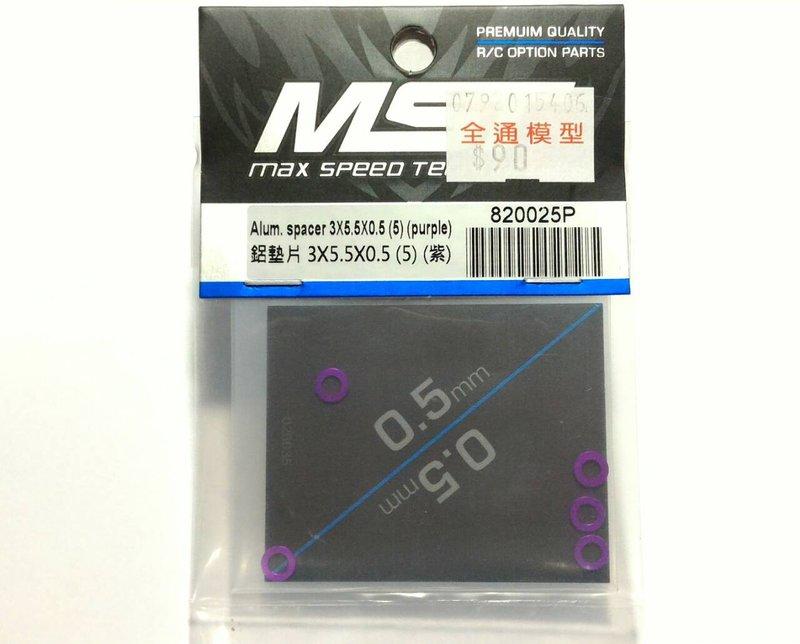 PREMUIM QUALITY
R/C OPTION PARTS
MS
max speed te
0792015406
全通模型
$90
Alum. spacer 3X5.5X0.5 (5) (purple)
820025P
鋁墊片 3X5.5X0.5 (5) (紫)
0.5mm
0.5mm